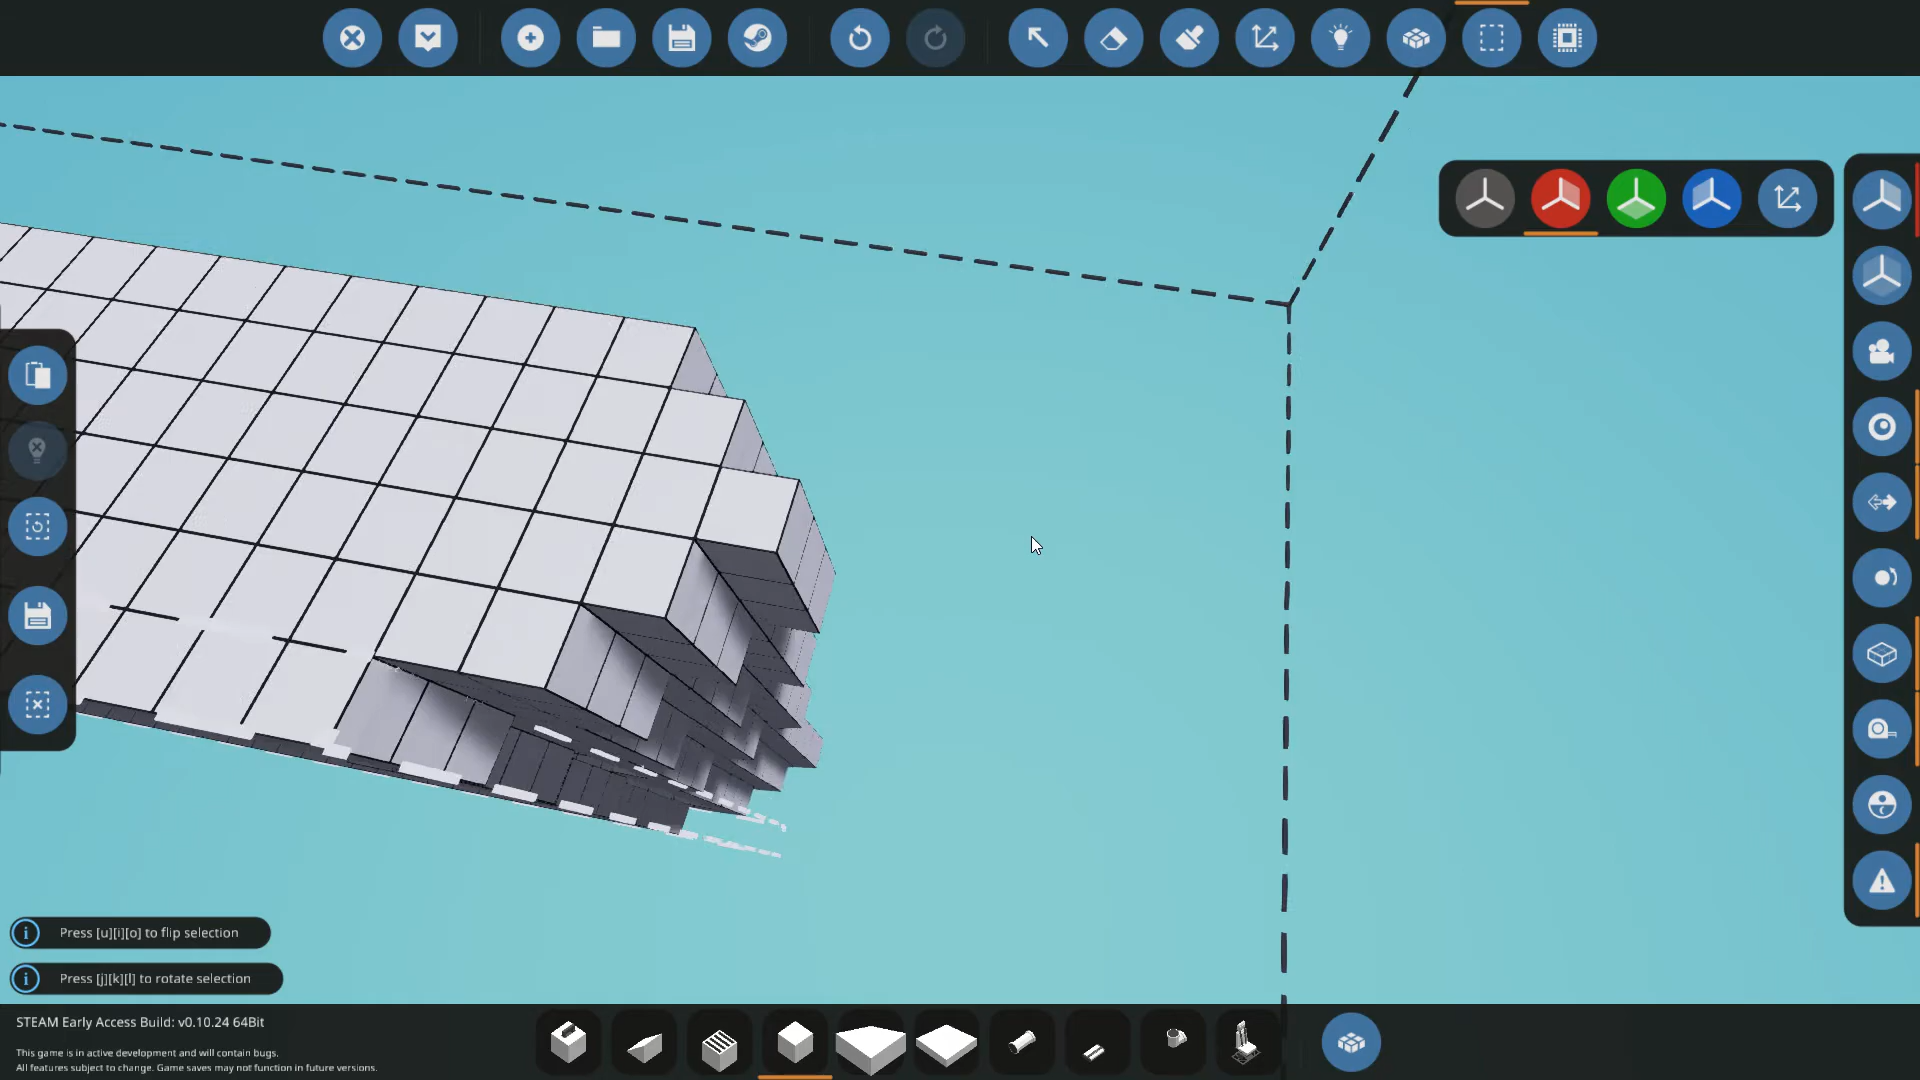 Press [u][i][o] to flip selection
Press [j][k][l] to rotate selection
STEAM Early Access Build: v0.10.24 64Bit
This game is in active development and will contain bugs.
All features subject to change. Game saves may not function in future versions.